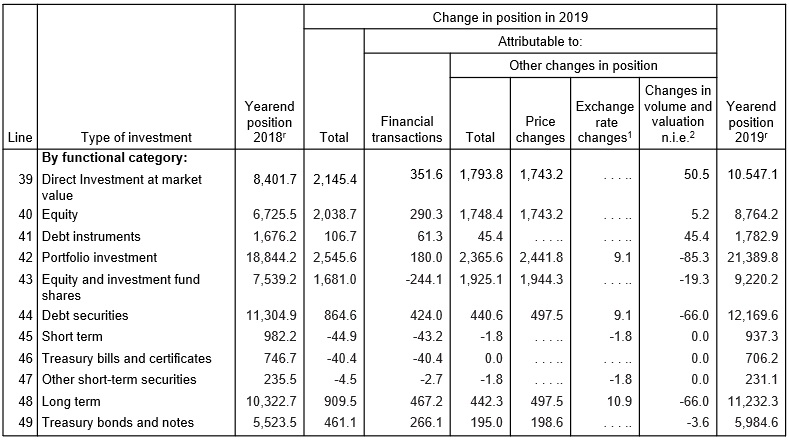 Change in position in 2019
Attributable to:
Other changes in position
Line Type of investment Yearend position 2018r Total Financial transactions Total Price changes Exchange rate changes1 Changes in volume and valuation n.i.e.2 Yearend position 2019r
By functional category:
39 Direct Investment at market value 8,401.7 2,145.4 351.6 1,793.8 1,743.2 ..... 50.5 10.547.1
40 Equity 6,725.5 2,038.7 290.3 1,748.4 1,743.2 ..... 5.2 8,764.2
41 Debt instruments 1,676.2 106.7 61.3 45.4 ..... ..... 45.4 1,782.9
42 Portfolio investment 18,844.2 2,545.6 180.0 2,365.6 2,441.8 9.1 -85.3 21,389.8
43 Equity and investment fund shares 7,539.2 1,681.0 -244.1 1,925.1 1,944.3 ..... -19.3 9,220.2
44 Debt securities 11,304.9 864.6 424.0 440.6 497.5 9.1 -66.0 12,169.6
45 Short term 982.2 -44.9 -43.2 -1.8 ..... -1.8 0.0 937.3
46 Treasury bills and certificates 746.7 -40.4 -40.4 0.0 ..... ..... 0.0 706.2
47 Other short-term securities 235.5 -4.5 -2.7 -1.8 ..... -1.8 0.0 231.1
48 Long term 10,322.7 909.5 467.2 442.3 497.5 10.9 -66.0 11,232.3
49 Treasury bonds and notes 5,523.5 461.1 266.1 195.0 198.6 ..... -3.6 5,984.6